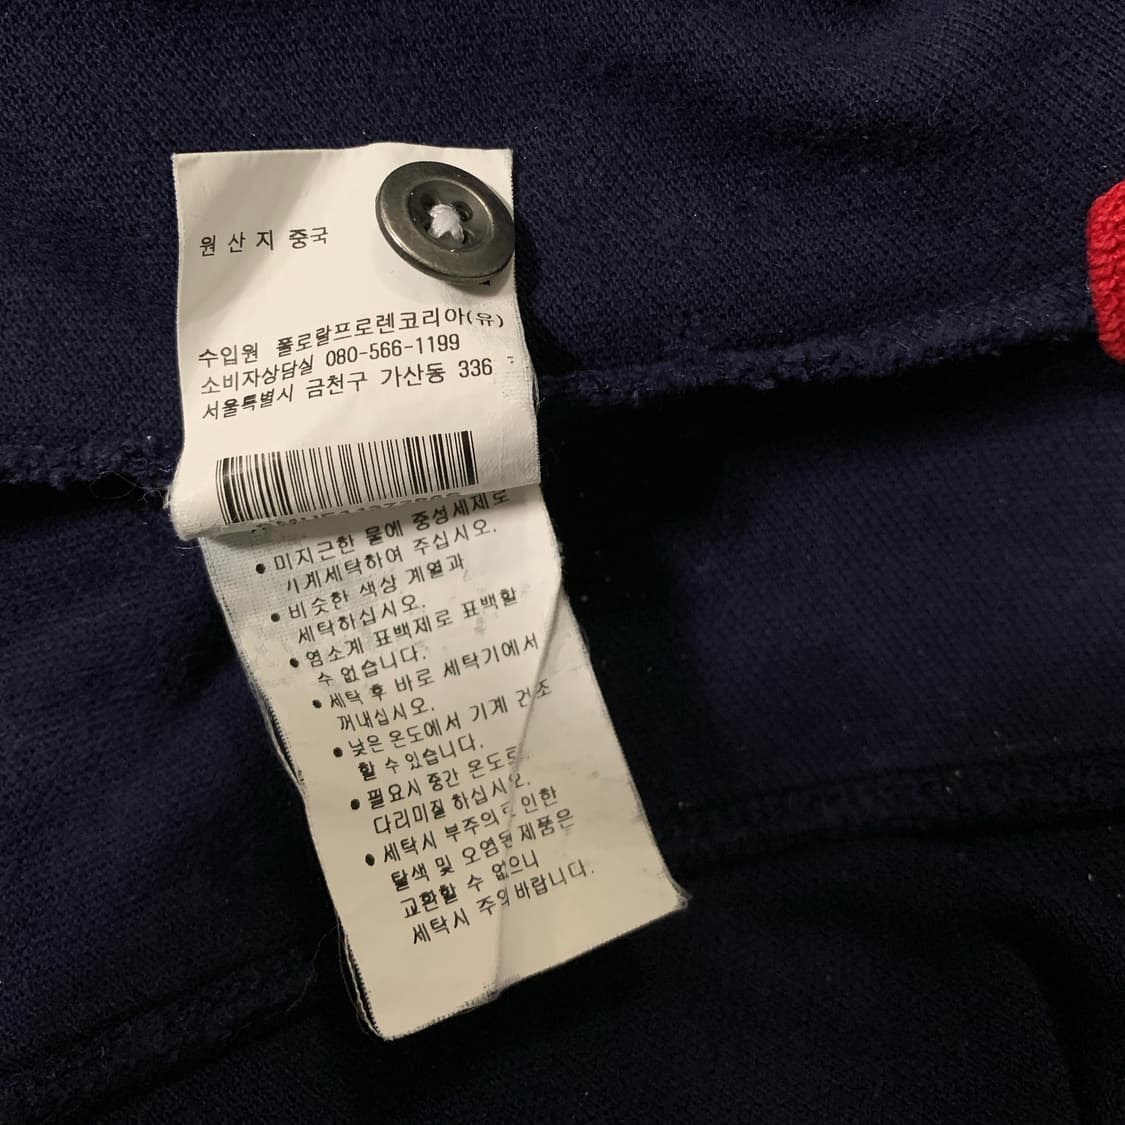 원 산 지 중국
수입원 폴로랄프로렌코리아(유)
소비자상담실 080-566-1199
서울특별시 금천구 가산동 336
• 미지근한 물에 중성세제로
기계세탁하여 주십시오.
• 비슷한 색상 계열과
세탁하십시오.
• 염소계 표백제로 표백할
수 없습니다.
• 세탁 후 바로 세탁기에서
꺼내십시오.
• 낮은 온도에서 기계 건조
할 수 있습니다.
• 필요시 중간 온도로
다리미질 하십시오.
• 세탁시 부주의로 인한
탈색 및 오염된 제품은
교환할 수 없으니
세탁시 주의 바랍니다.